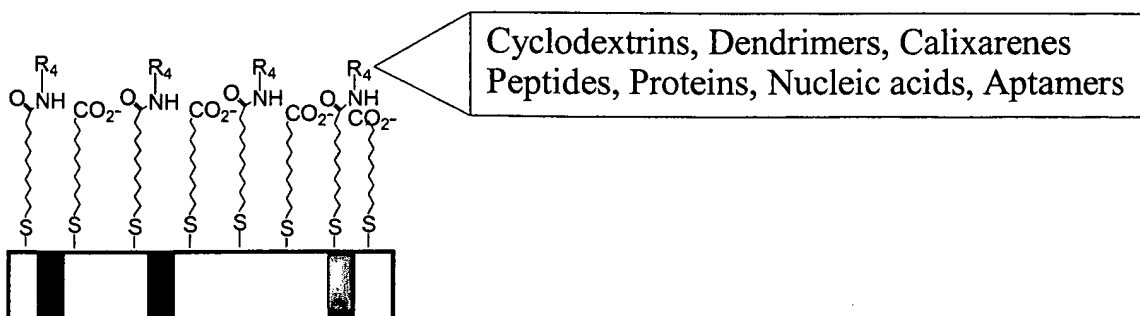 Cyclodextrins, Dendrimers, Calixarenes
Peptides, Proteins, Nucleic acids, Aptamers
R4 R4 R4 R4
O NH CO2- O NH CO2- O NH CO2- O NH CO2-
S S S S S S S S